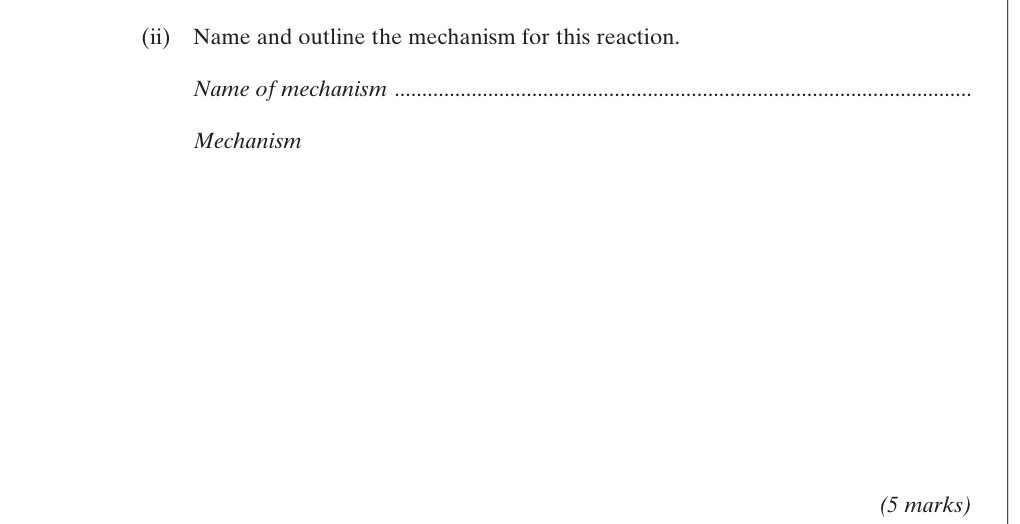 (ii) Name and outline the mechanism for this reaction.
Name of mechanism ................................................................................................................
Mechanism
(5 marks)